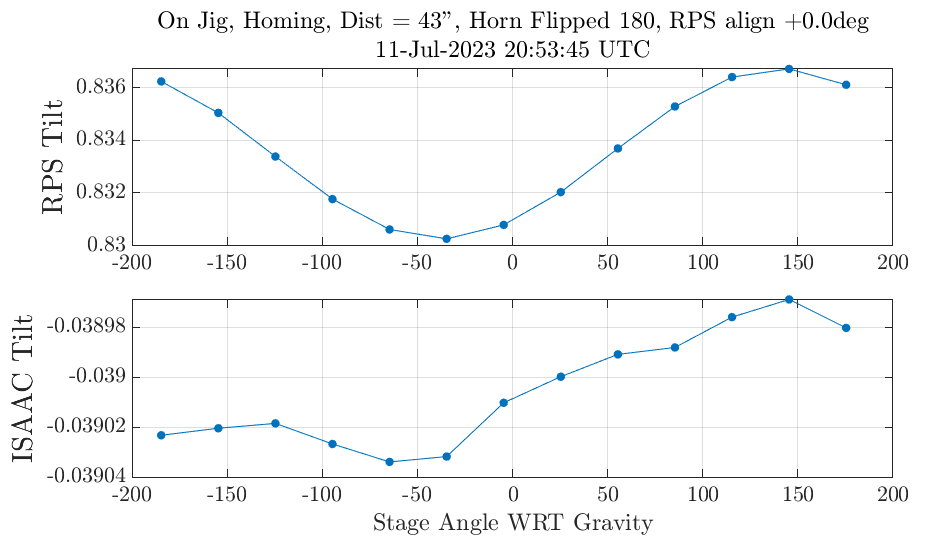 On Jig, Homing, Dist = 43”, Horn Flipped 180, RPS align +0.0deg
11-Jul-2023 20:53:45 UTC
RPS Tilt
0.836
0.834
0.832
0.83
-200 -150 -100 -50 0 50 100 150 200
ISAAC Tilt
-0.03898
-0.039
-0.03902
-0.03904
-200 -150 -100 -50 0 50 100 150 200
Stage Angle WRT Gravity